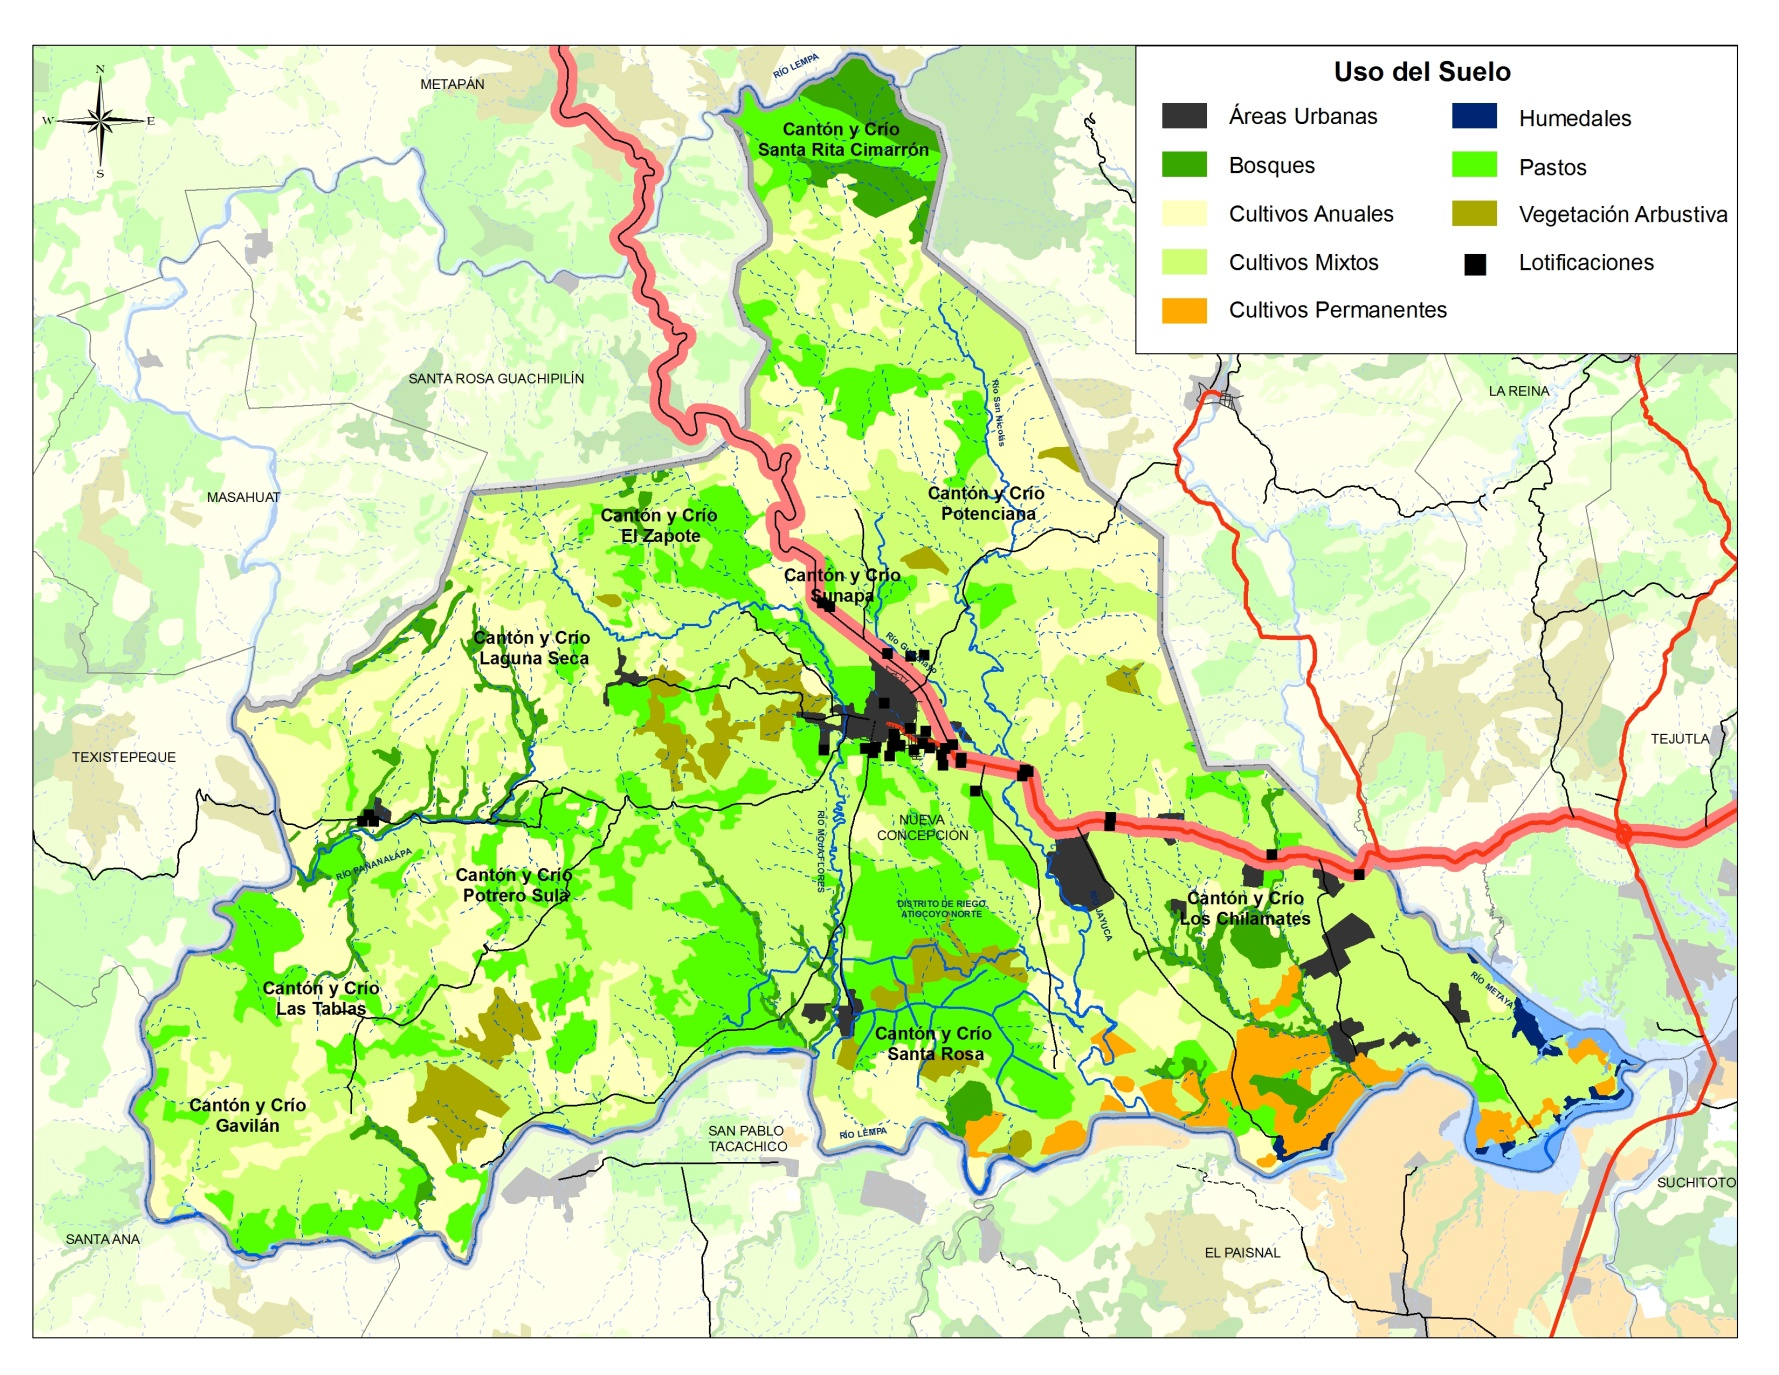 Uso del Suelo
Áreas Urbanas
Bosques
Cultivos Anuales
Cultivos Mixtos
Cultivos Permanentes
Humedales
Pastos
Vegetación Arbustiva
Lotificaciones
N
W
E
S
METAPÁN
RÍO LEMPA
Cantón y Crío
Santa Rita Cimarrón
SANTA ROSA GUACHIPILÍN
LA REINA
Río San Nicolás
MASAHUAT
Cantón y Crío
Potenciana
Cantón y Crío
El Zapote
Cantón y Crío
Sunapa
Cantón y Crío
Laguna Seca
TEXISTEPEQUE
TEJUTLA
NUEVA
CONCEPCIÓN
RÍO MOJAFLORES
RÍO PAÑANALAPA
Cantón y Crío
Potrero Sula
DISTRITO DE RIEGO
ATIOCOYO NORTE
Cantón y Crío
Los Chilamates
Cantón y Crío
Las Tablas
RÍO METAYA
Cantón y Crío
Santa Rosa
Cantón y Crío
Gavilán
SAN PABLO
TACACHICO
RÍO LEMPA
SUCHITOTO
SANTA ANA
EL PAISNAL